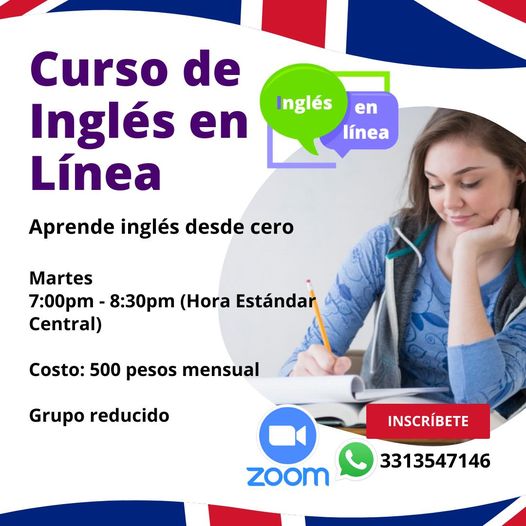 Curso de
Inglés en
Línea
Inglés
en
línea
Aprende inglés desde cero
Martes
7:00pm - 8:30pm (Hora Estándar
Central)
Costo: 500 pesos mensual
Grupo reducido
INSCRÍBETE
zoom
3313547146